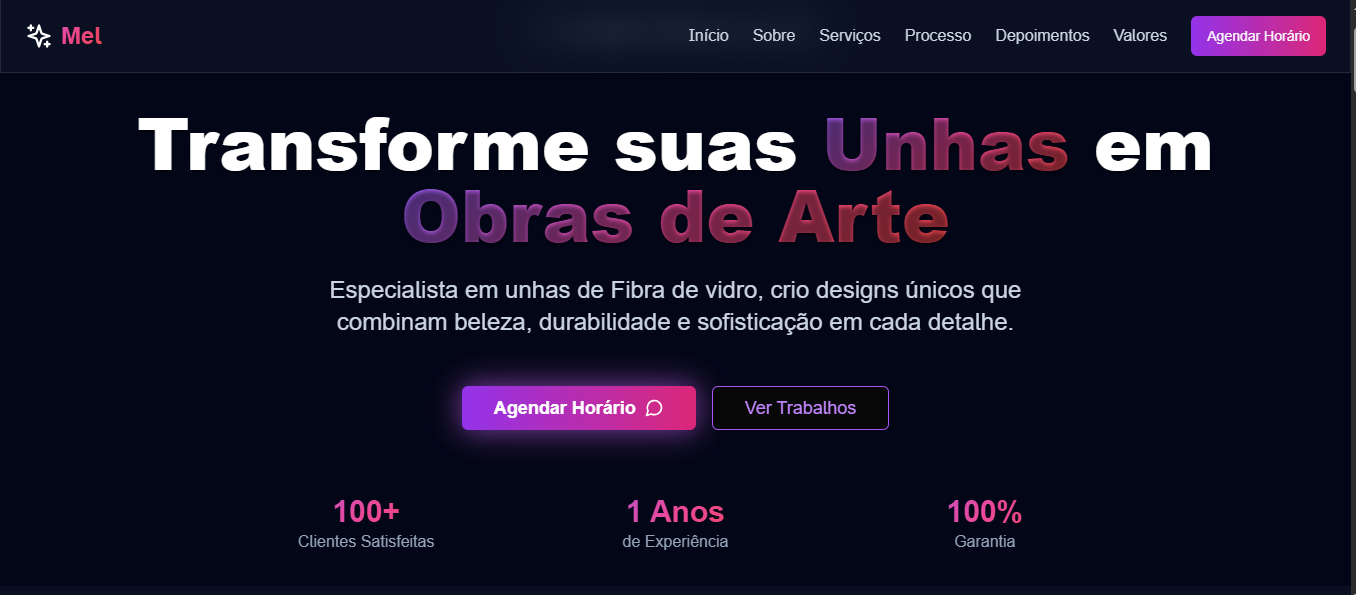 Mel
Início Sobre Serviços Processo Depoimentos Valores Agendar Horário
Transforme suas Unhas em
Obras de Arte
Especialista em unhas de Fibra de vidro, crio designs únicos que
combinam beleza, durabilidade e sofisticação em cada detalhe.
Agendar Horário
Ver Trabalhos
100+
Clientes Satisfeitas
1 Anos
de Experiência
100%
Garantia